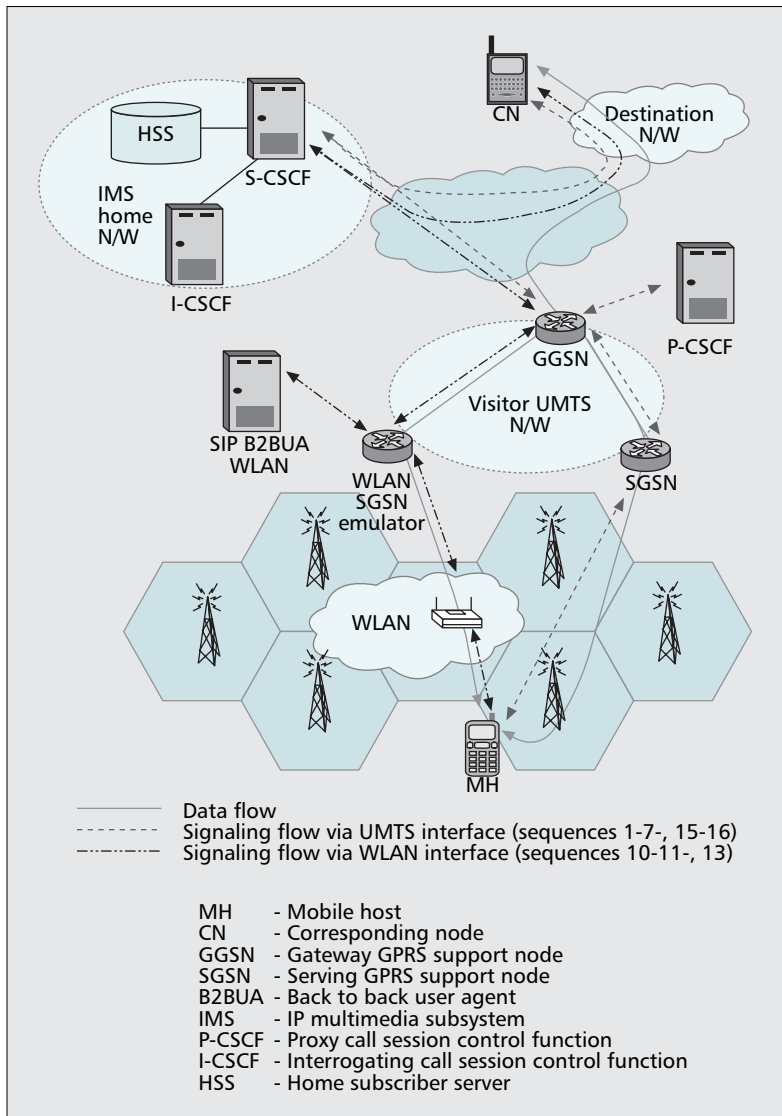 CN
Destination
N/W
HSS
S-CSCF
IMS
home
N/W
I-CSCF
P-CSCF
GGSN
Visitor UMTS
N/W
SIP B2BUA
WLAN
WLAN
SGSN
emulator
SGSN
WLAN
MH
Data flow
Signaling flow via UMTS interface (sequences 1-7-, 15-16)
Signaling flow via WLAN interface (sequences 10-11-, 13)
MH - Mobile host
CN - Corresponding node
GGSN - Gateway GPRS support node
SGSN - Serving GPRS support node
B2BUA - Back to back user agent
IMS - IP multimedia subsystem
P-CSCF - Proxy call session control function
I-CSCF - Interrogating call session control function
HSS - Home subscriber server